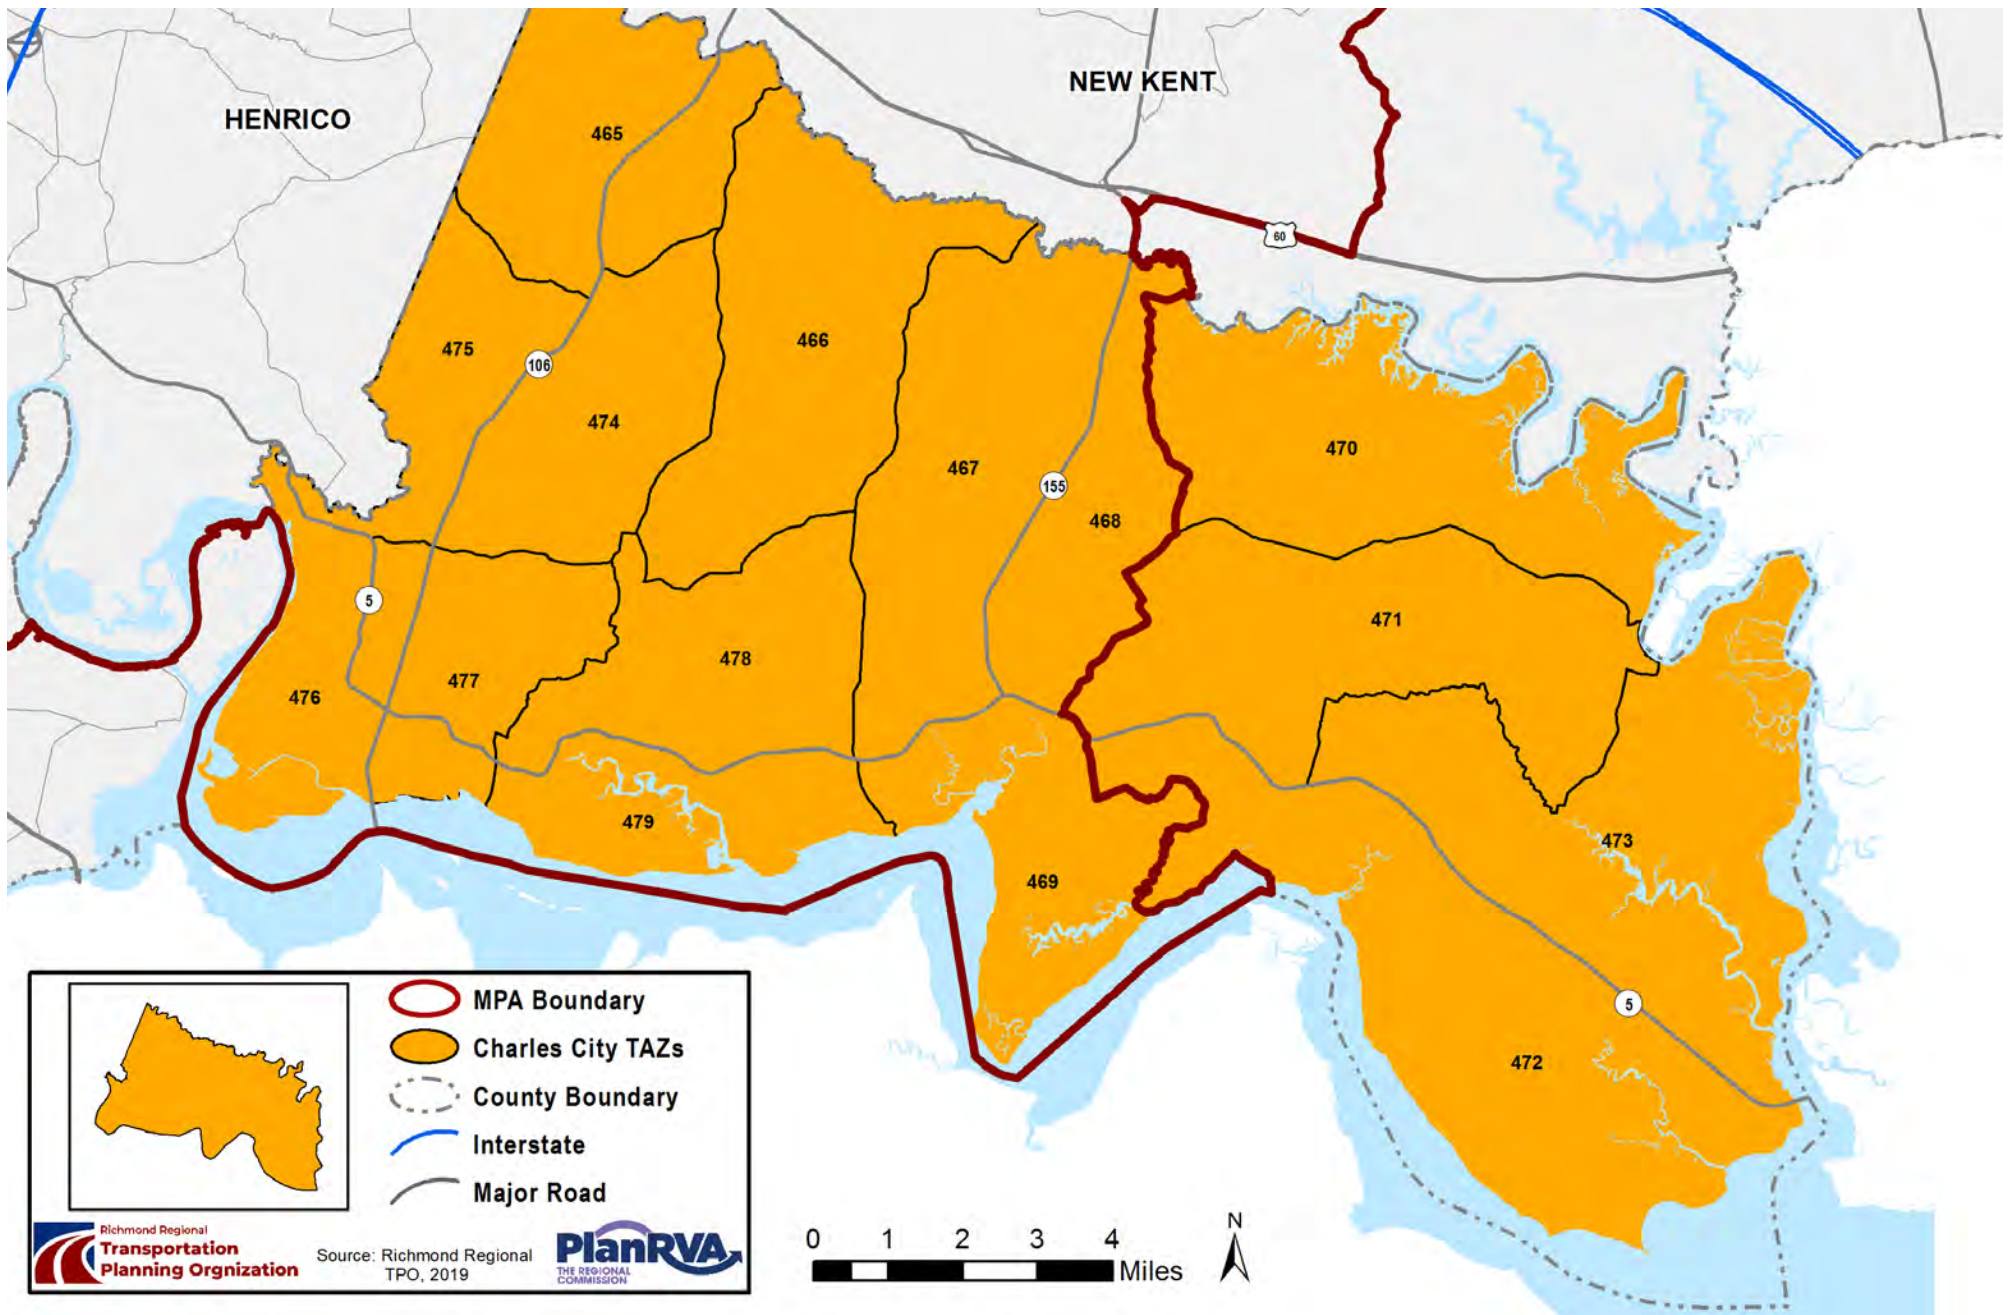 HENRICO
NEW KENT
465
60
475
106
466
474
467
470
155
468
5
471
478
477
476
479
473
469
5
472
MPA Boundary
Charles City TAZs
County Boundary
Interstate
Major Road
Richmond Regional
Transportation
Planning Orgnization
Source: Richmond Regional
TPO, 2019
PlanRVA
THE REGIONAL
COMMISSION
0 1 2 3 4
Miles
N